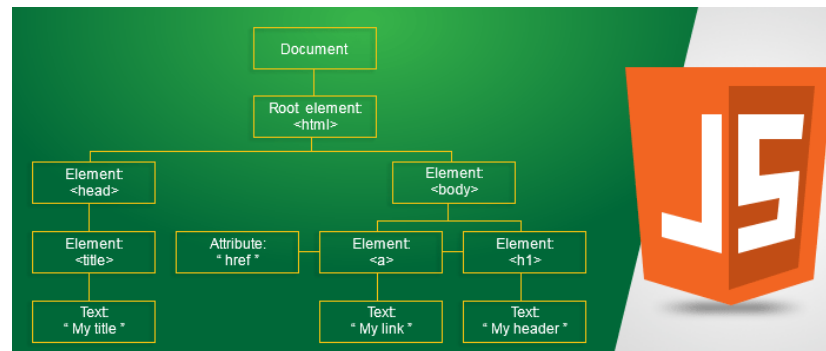 Document
Root element:
<html>
Element:
<head>
Element:
<body>
Element:
<title>
Attribute:
“ href ”
Element:
<a>
Element:
<h1>
Text:
“ My title ”
Text:
“ My link ”
Text:
“ My header ”
JS